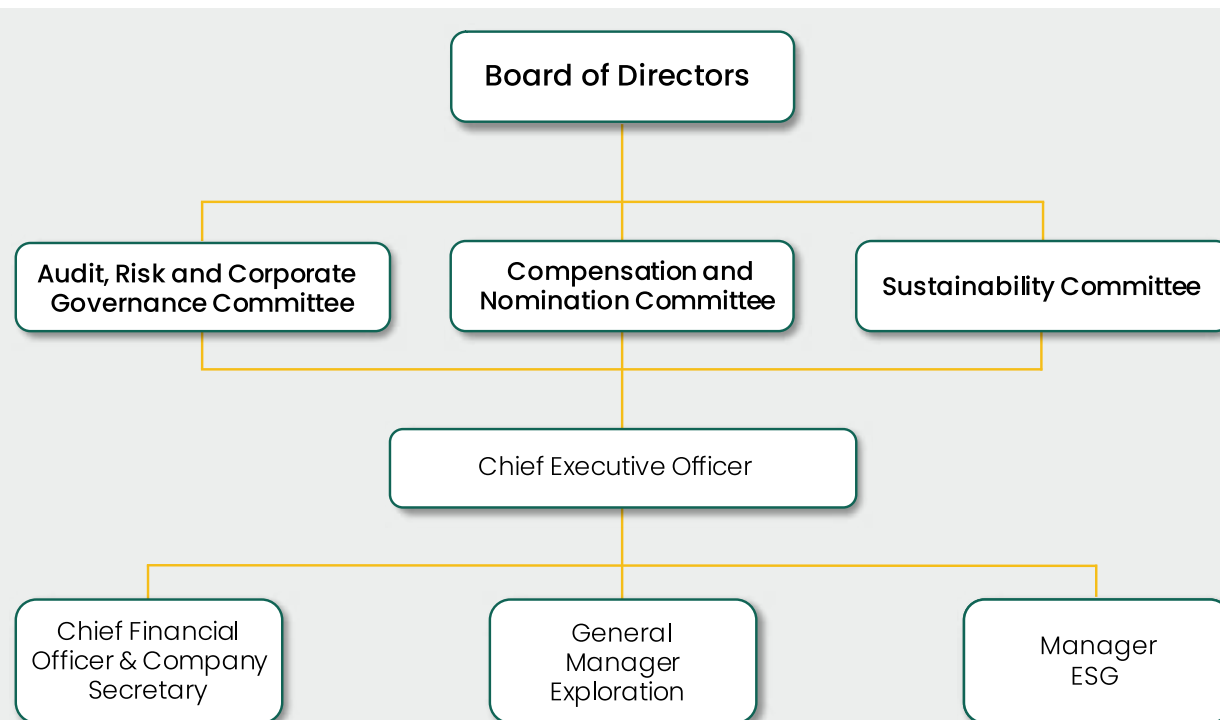 Board of Directors
Audit, Risk and Corporate
Governance Committee
Compensation and
Nomination Committee
Sustainability Committee
Chief Executive Officer
Chief Financial
Officer & Company
Secretary
General
Manager
Exploration
Manager
ESG